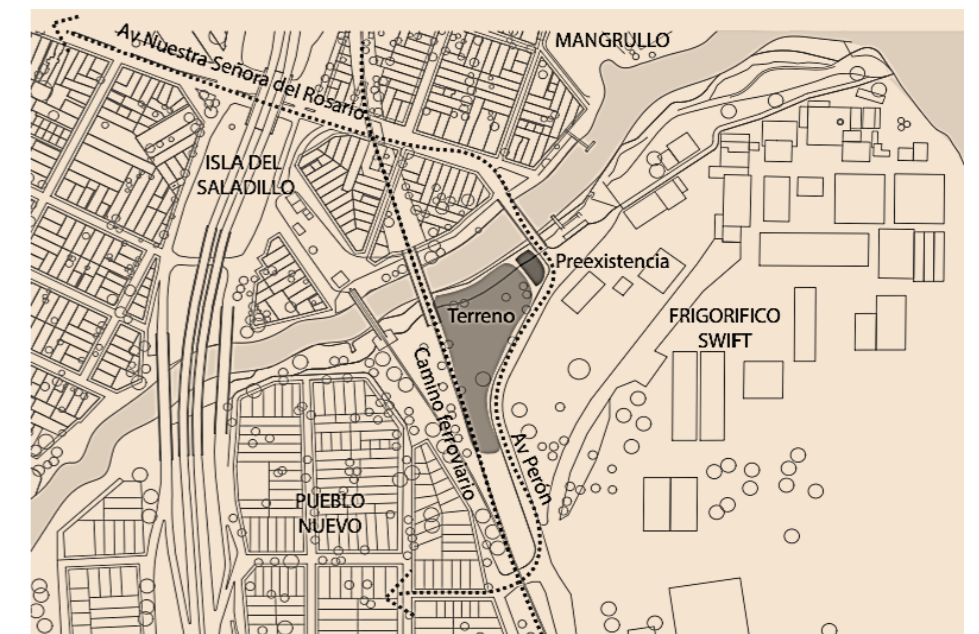 MANGRULLO
Av Nuestra Señora del Rosario
ISLA DEL
SALADILLO
Preexistencia
Terreno
FRIGORIFICO
SWIFT
Camino ferroviario
Av Perón
PUEBLO
NUEVO